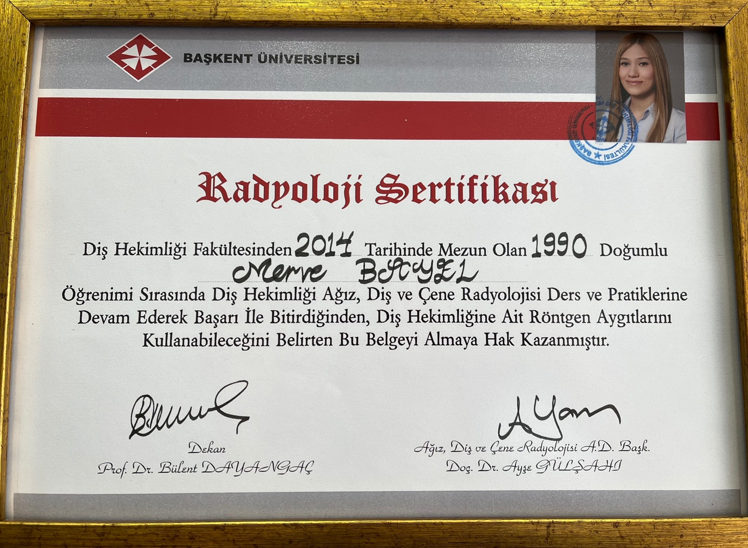 BAŞKENT ÜNİVERSİTESİ
Radyoloji Sertifikası
Diş Hekimliği Fakültesinden 2014 Tarihinde Mezun Olan 1990 Doğumlu
Merve BAYEL
Öğrenimi Sırasında Diş Hekimliği Ağız, Diş ve Çene Radyolojisi Ders ve Pratiklerine
Devam Ederek Başarı İle Bitirdiğinden, Diş Hekimliğine Ait Röntgen Aygıtlarını
Kullanabileceğini Belirten Bu Belgeyi Almaya Hak Kazanmıştır.
Dekan
Prof. Dr. Bülent DAYANGAÇ
Ağız, Diş ve Çene Radyolojisi A.D. Başk.
Doç. Dr. Ayşe GÜLŞAHI